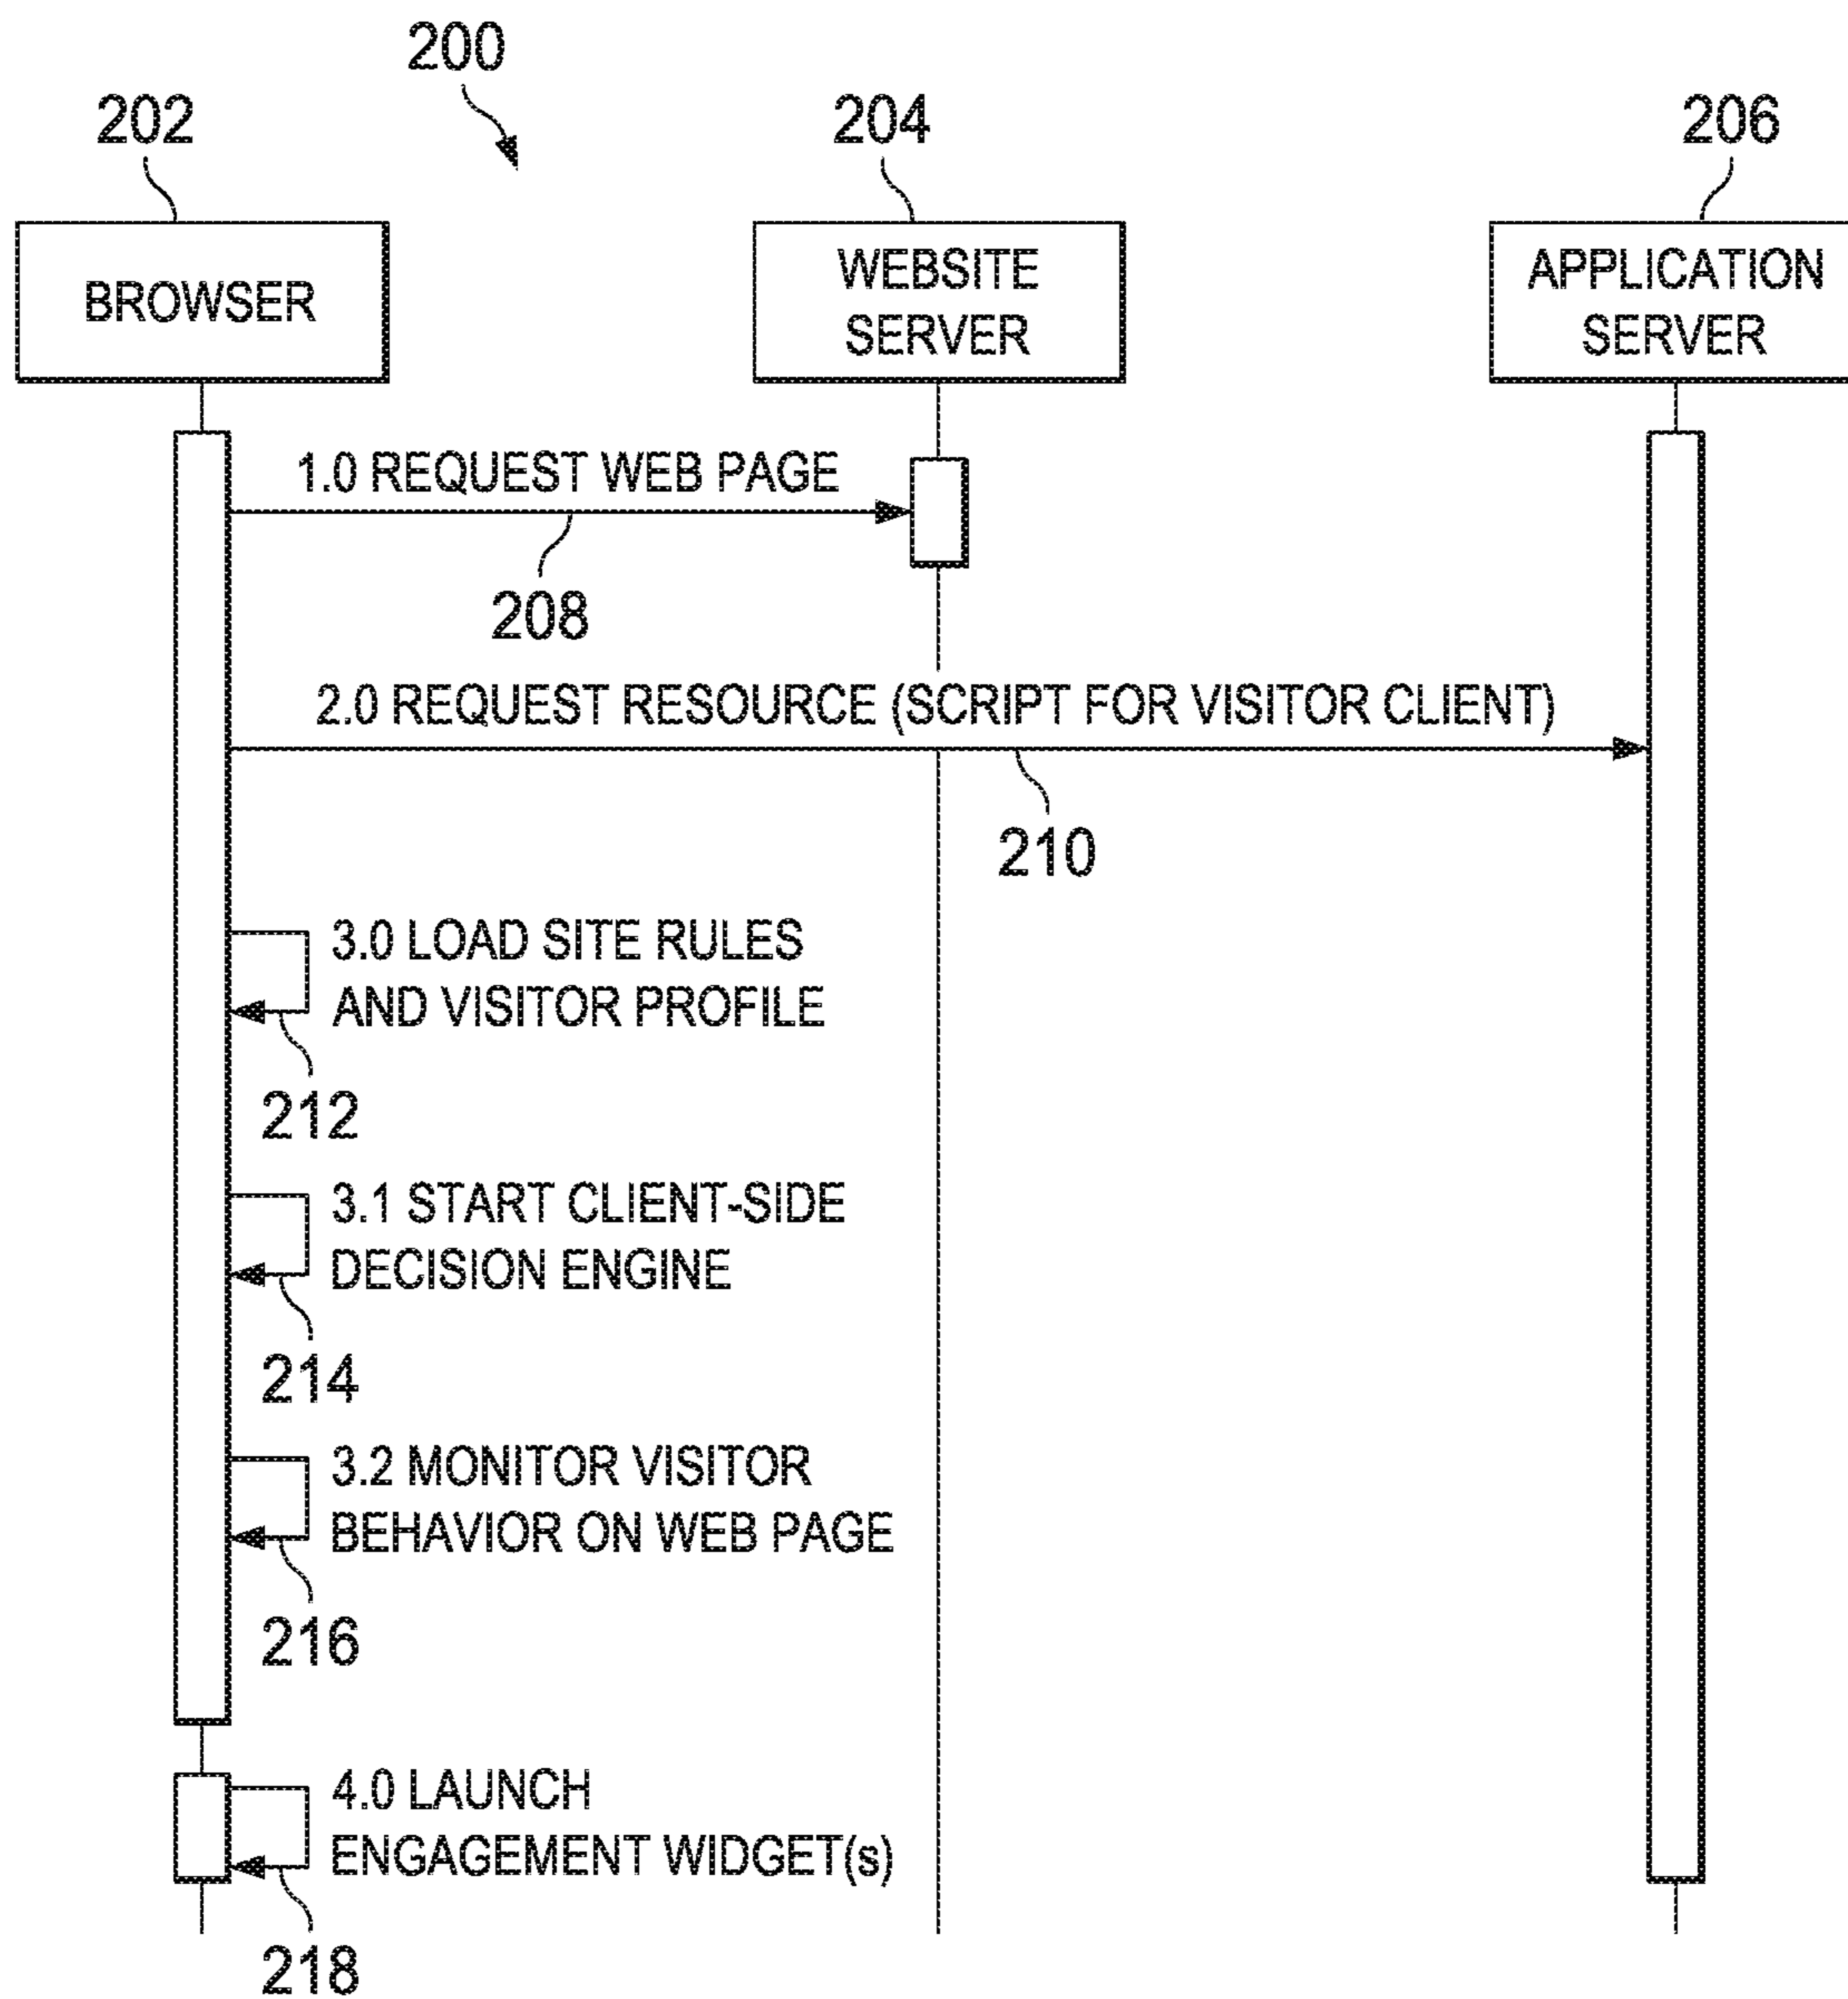 200
202
204
206
BROWSER
WEBSITE
SERVER
APPLICATION
SERVER
1.0 REQUEST WEB PAGE
208
2.0 REQUEST RESOURCE (SCRIPT FOR VISITOR CLIENT)
210
3.0 LOAD SITE RULES
AND VISITOR PROFILE
212
3.1 START CLIENT-SIDE
DECISION ENGINE
214
3.2 MONITOR VISITOR
BEHAVIOR ON WEB PAGE
216
4.0 LAUNCH
ENGAGEMENT WIDGET(s)
218